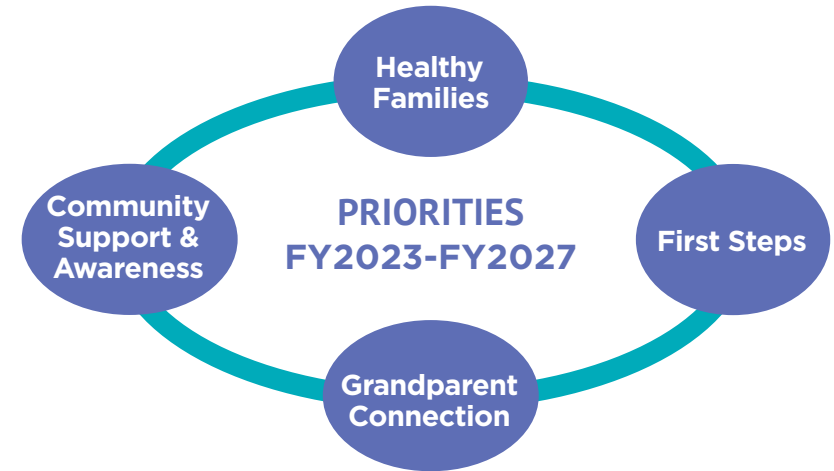 Healthy
Families
Community
Support &
Awareness
PRIORITIES
FY2023-FY2027
First Steps
Grandparent
Connection